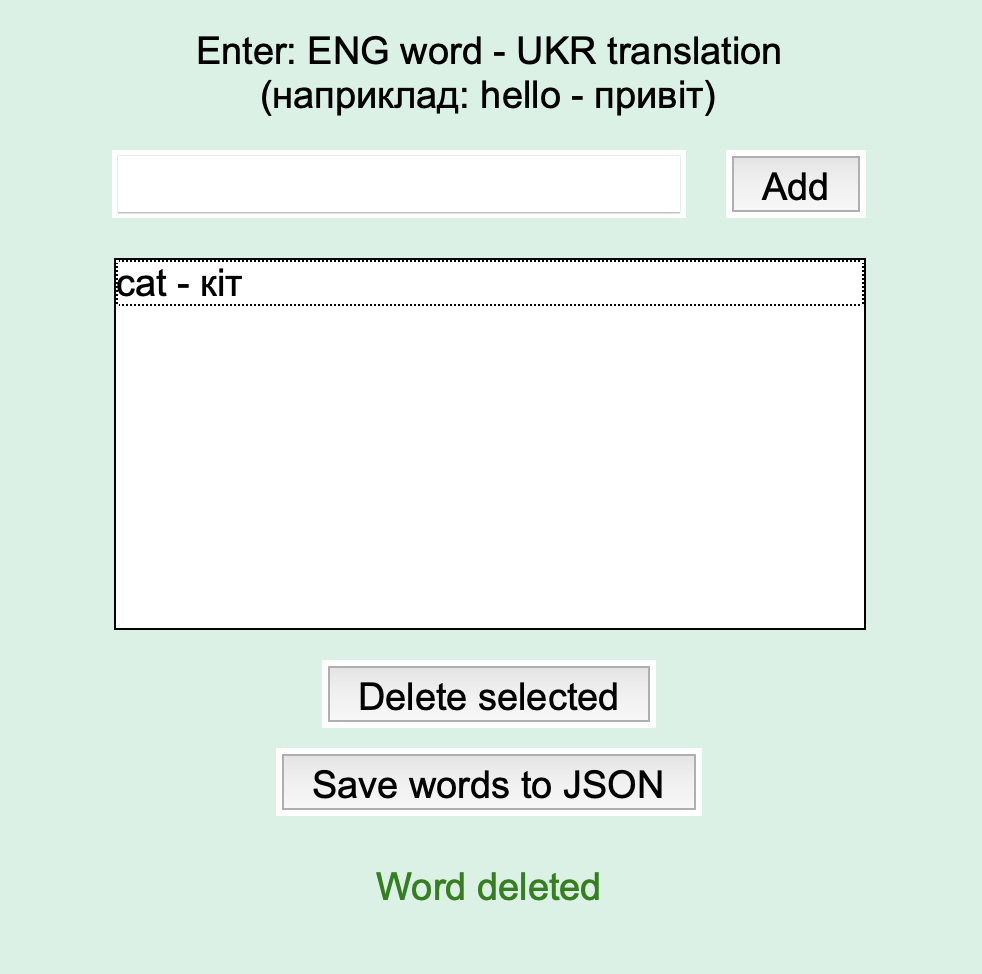 Enter: ENG word - UKR translation
(наприклад: hello - привіт)
Add
cat - кіт
Delete selected
Save words to JSON
Word deleted